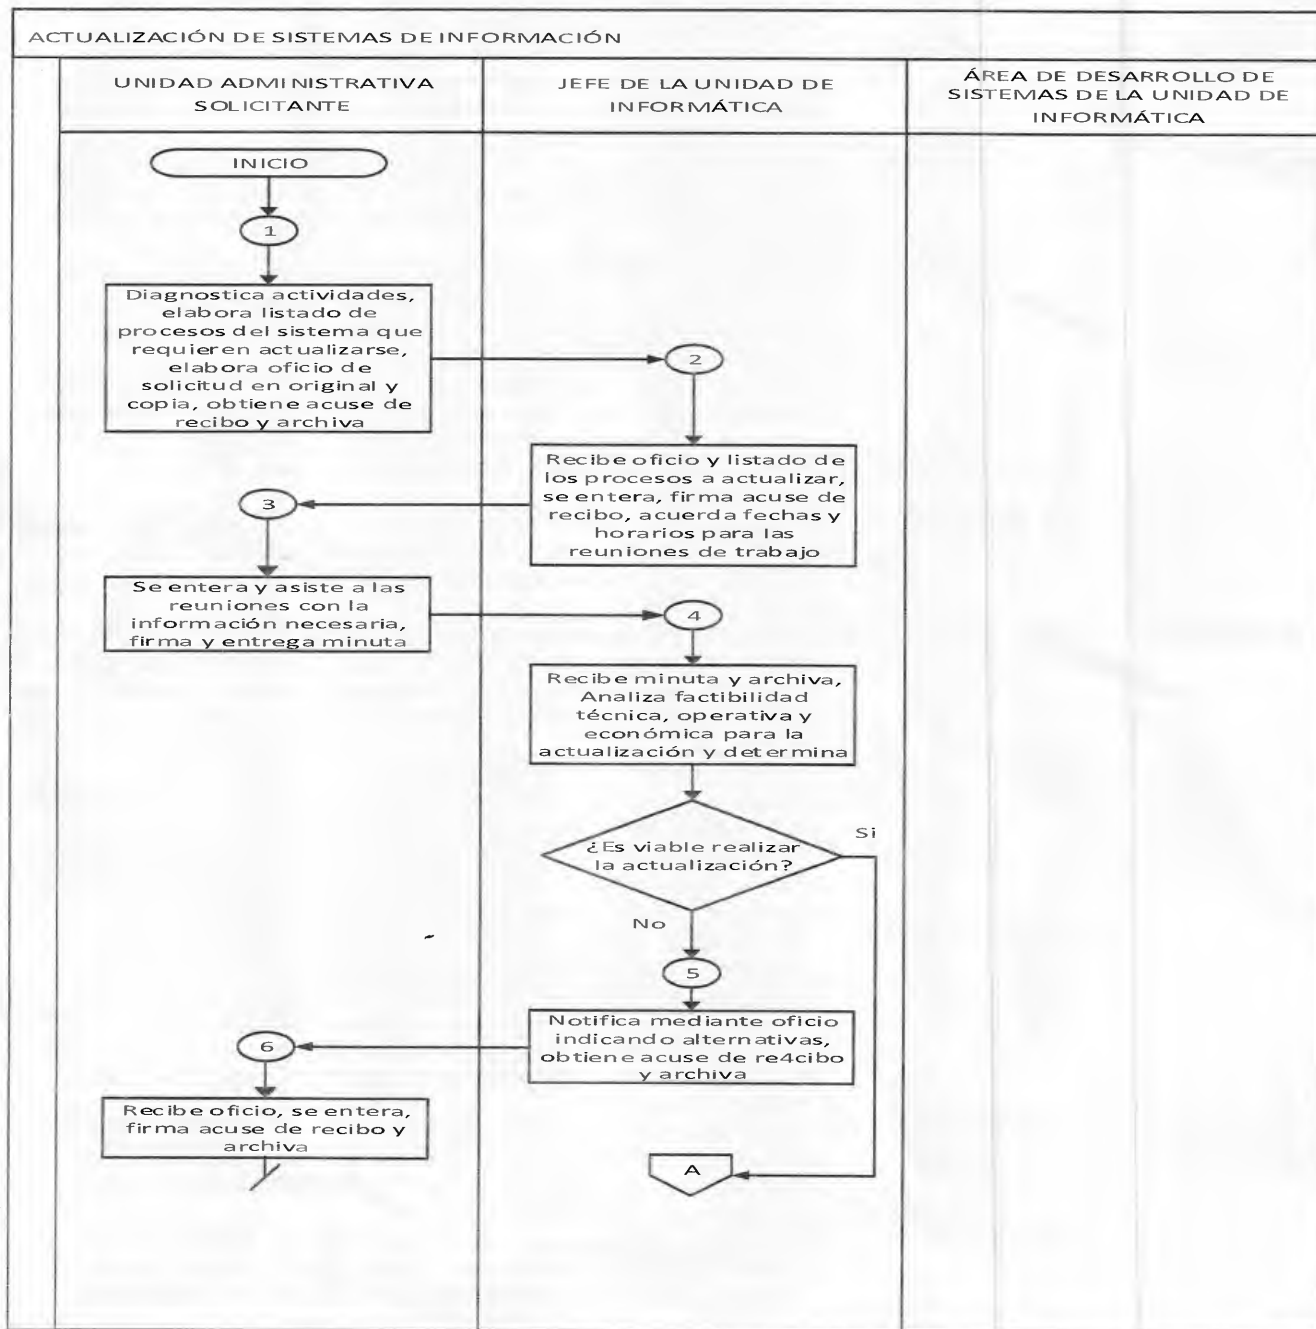 ACTUALIZACIÓN DE SISTEMAS DE INFORMACIÓN
UNIDAD ADMINISTRATIVA
SOLICITANTE
JEFE DE LA UNIDAD DE
INFORMÁTICA
ÁREA DE DESARROLLO DE
SISTEMAS DE LA UNIDAD DE
INFORMÁTICA
INICIO
1
Diagnostica actividades,
elabora listado de
procesos del sistema que
requieren actualizarse,
elabora oficio de
solicitud en original y
copia, obtiene acuse de
recibo y archiva
2
Recibe oficio y listado de
los procesos a actualizar,
se entera, firma acuse de
recibo, acuerda fechas y
horarios para las
reuniones de trabajo
3
Se entera y asiste a las
reuniones con la
información necesaria,
firma y entrega minuta
4
Recibe minuta y archiva,
Analiza factibilidad
técnica, operativa y
económica para la
actualización y determina
¿Es viable realizar
la actualización?
Si
No
5
Notifica mediante oficio
indicando alternativas,
obtiene acuse de re4cibo
y archiva
6
Recibe oficio, se entera,
firma acuse de recibo y
archiva
A